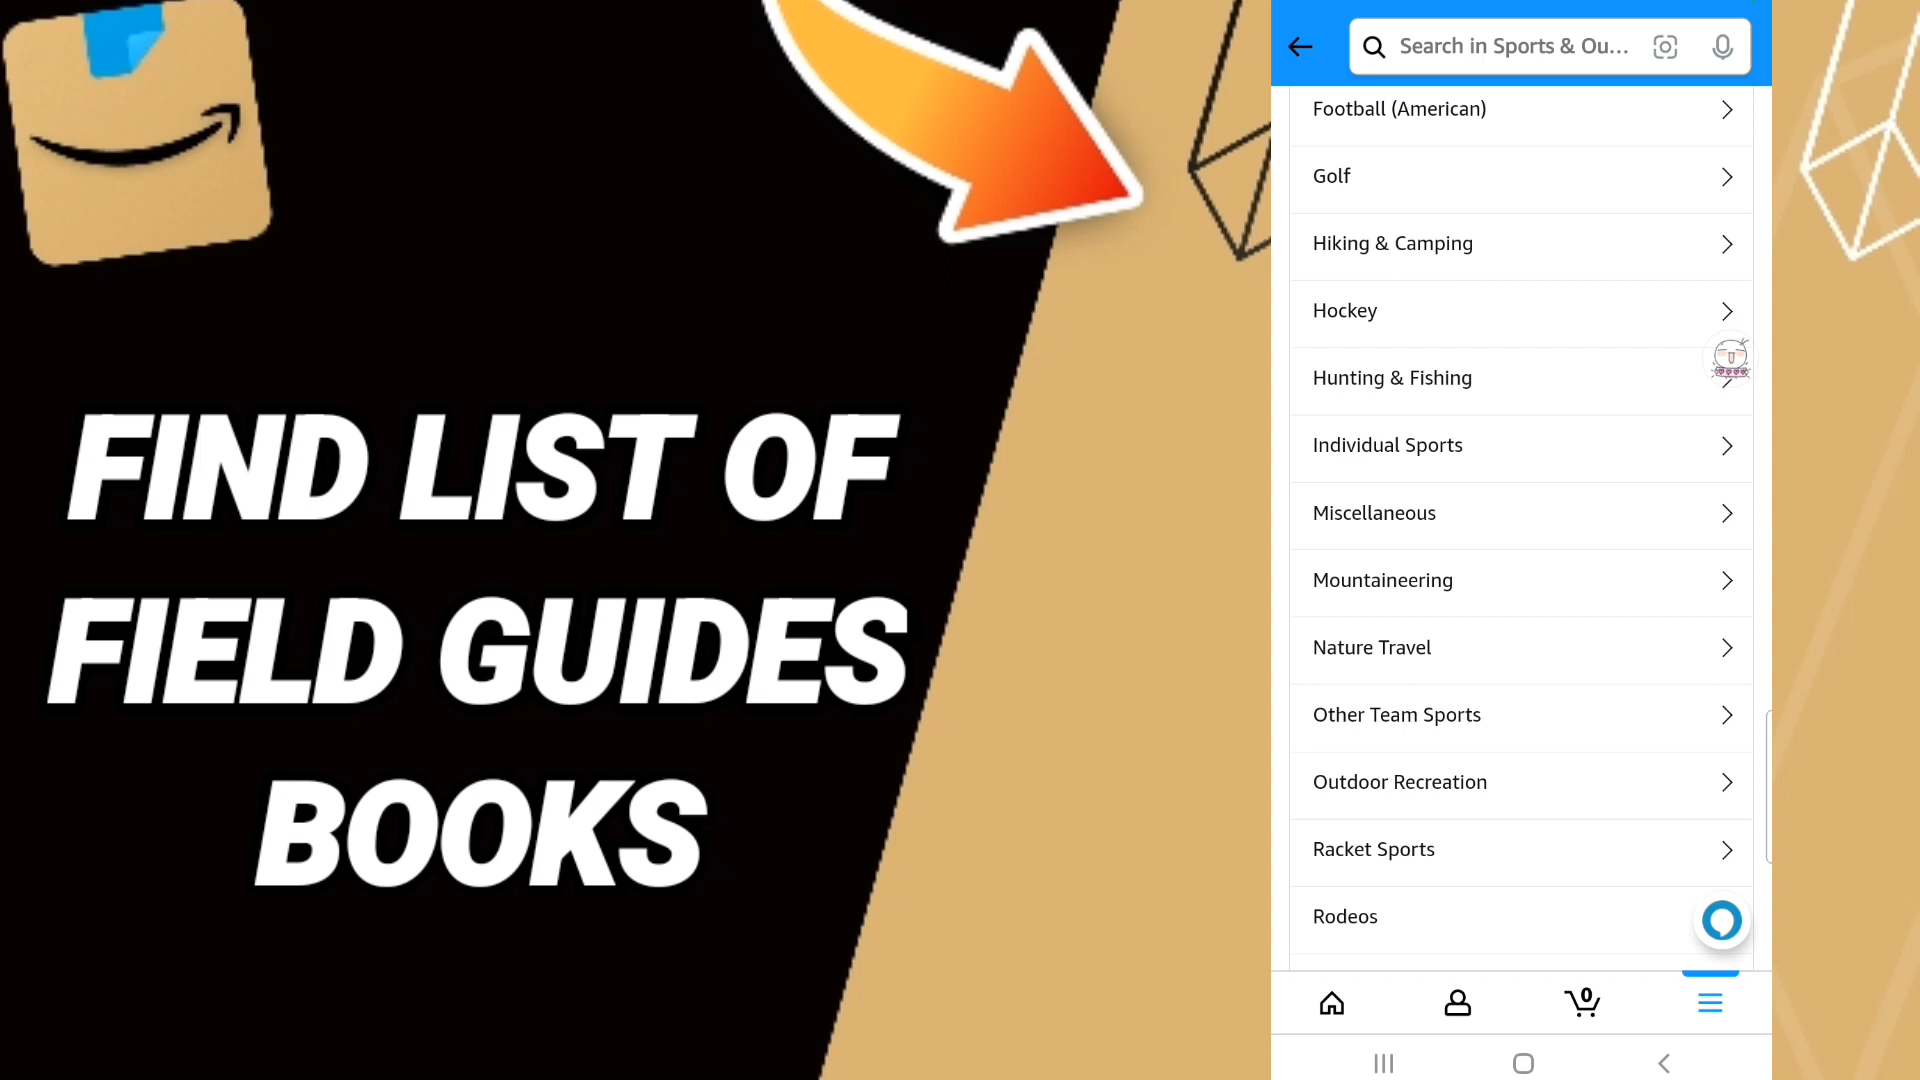 FIND LIST OF
FIELD GUIDES
BOOKS
Search in Sports & Ou...
Football (American)
Golf
Hiking & Camping
Hockey
Hunting & Fishing
Individual Sports
Miscellaneous
Mountaineering
Nature Travel
Other Team Sports
Outdoor Recreation
Racket Sports
Rodeos
0